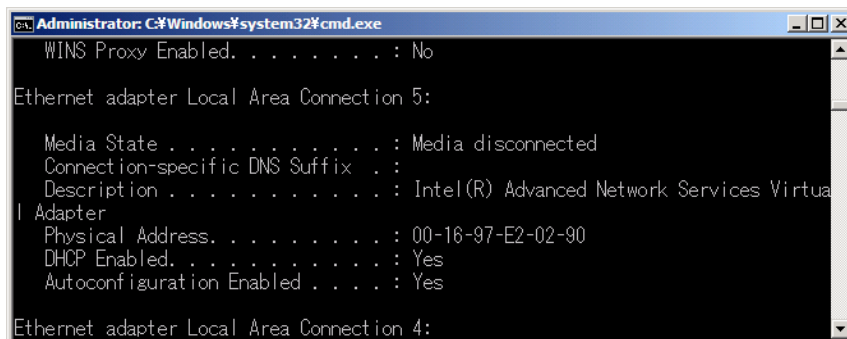 Administrator: C:¥Windows¥system32¥cmd.exe
WINS Proxy Enabled. . . . . . . . : No
Ethernet adapter Local Area Connection 5:
Media State . . . . . . . . . . . : Media disconnected
Connection-specific DNS Suffix  . :
Description . . . . . . . . . . . : Intel(R) Advanced Network Services Virtua
l Adapter
Physical Address. . . . . . . . . : 00-16-97-E2-02-90
DHCP Enabled. . . . . . . . . . . : Yes
Autoconfiguration Enabled . . . . : Yes
Ethernet adapter Local Area Connection 4: